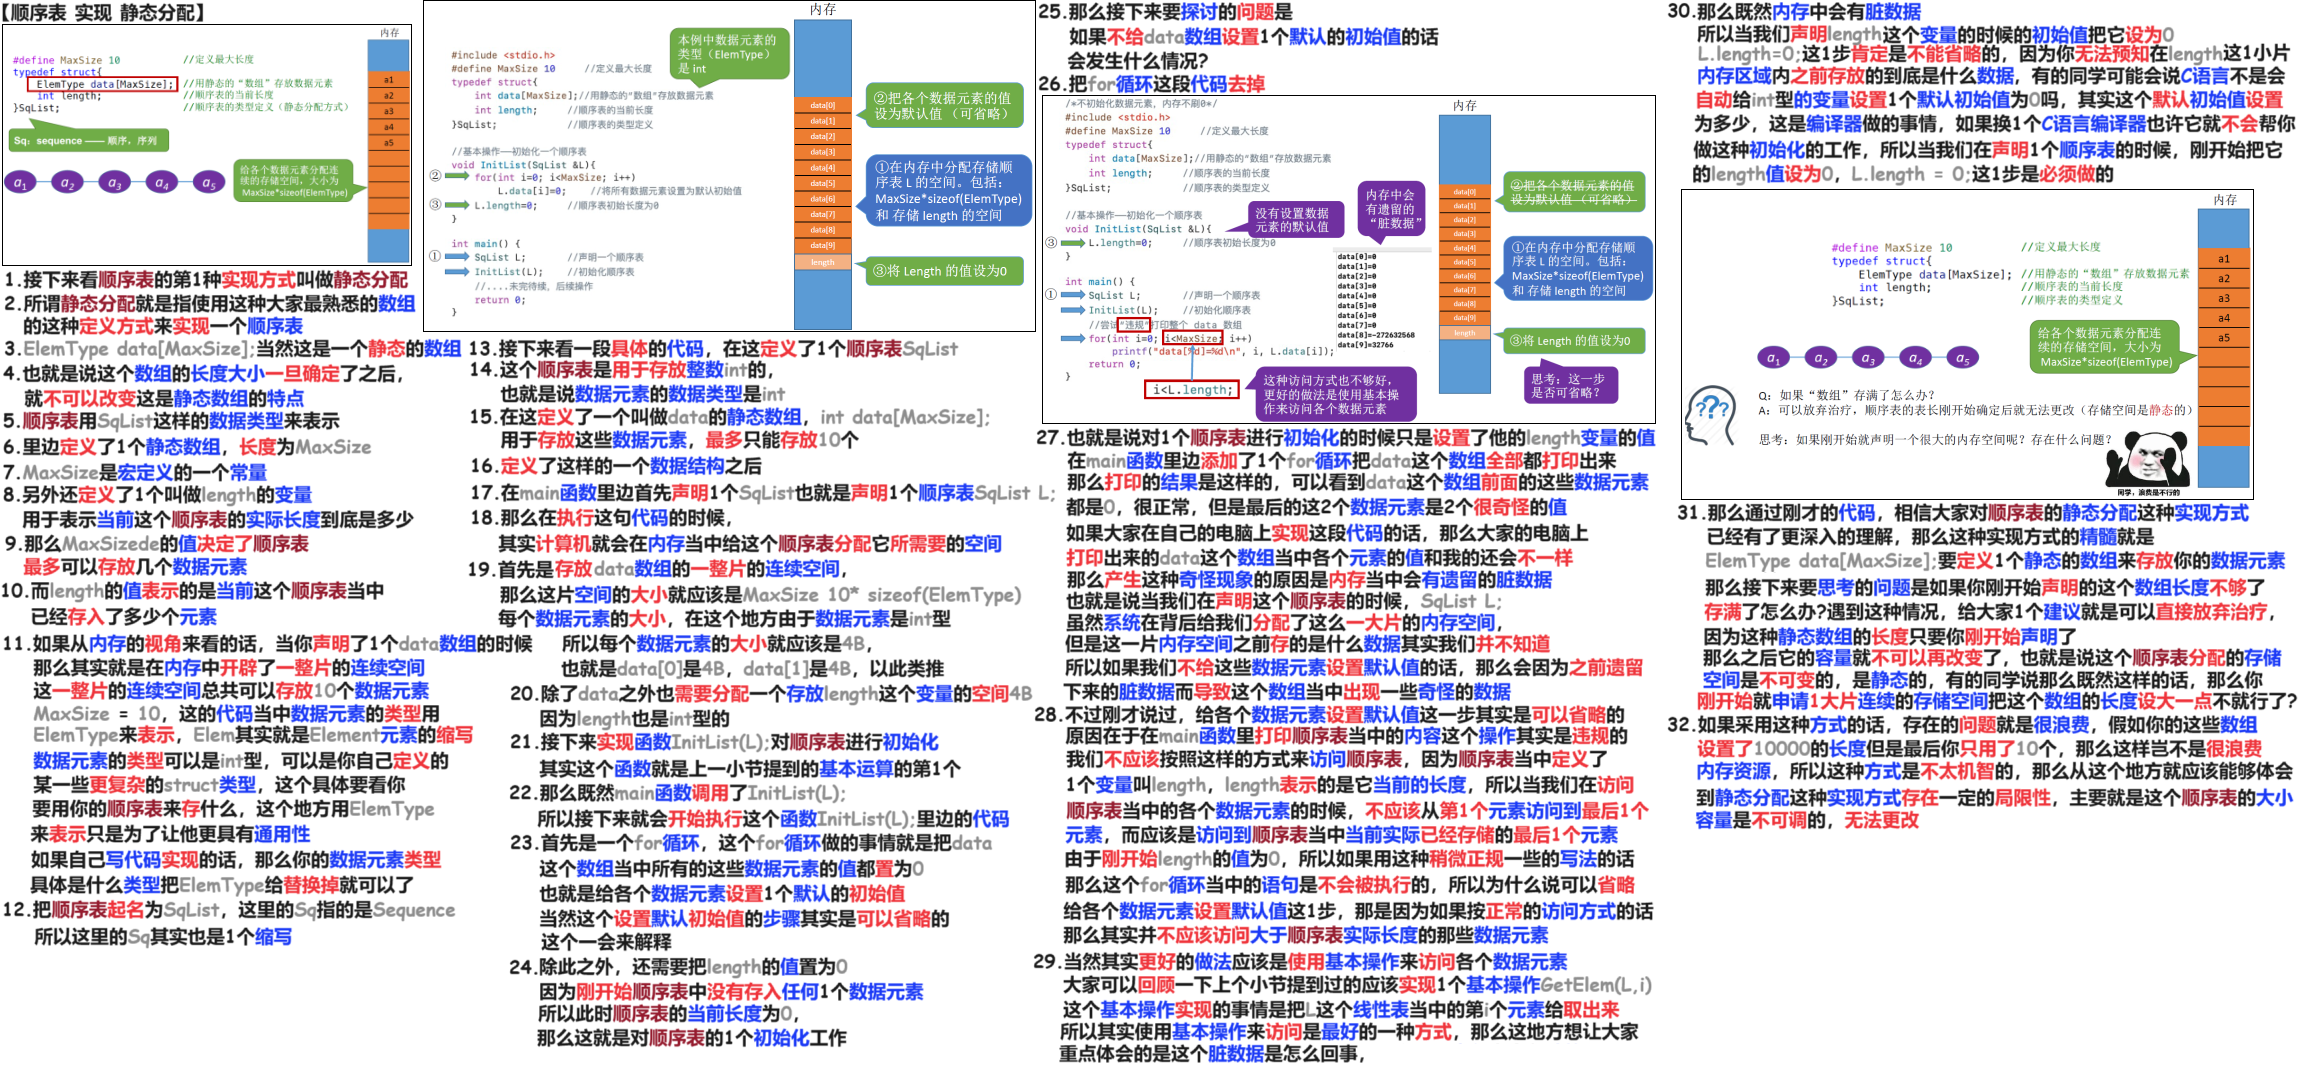 【顺序表 实现 静态分配】
内存
#define MaxSize 10 //定义最大长度
typedef struct{
ElemType data[MaxSize]; //用静态的“数组”存放数据元素
int length; //顺序表的当前长度
}SqList; //顺序表的类型定义（静态分配方式）
Sq：sequence —— 顺序，序列
给各个数据元素分配连
续的存储空间，大小为
MaxSize*sizeof(ElemType)
a1 a2 a3 a4 a5
a1
a2
a3
a4
a5
1.接下来看顺序表的第1种实现方式叫做静态分配
2.所谓静态分配就是指使用这种大家最熟悉的数组
的这种定义方式来实现一个顺序表
3.ElemType data[MaxSize];当然这是一个静态的数组
4.也就是说这个数组的长度大小一旦确定了之后，
就不可以改变这是静态数组的特点
5.顺序表用SqList这样的数据类型来表示
6.里边定义了1个静态数组，长度为MaxSize
7.MaxSize是宏定义的一个常量
8.另外还定义了1个叫做length的变量
用于表示当前这个顺序表的实际长度到底是多少
9.那么MaxSizede的值决定了顺序表
最多可以存放几个数据元素
10.而length的值表示的是当前这个顺序表当中
已经存入了多少个元素
11.如果从内存的视角来看的话，当你声明了1个data数组的时候
那么其实就是在内存中开辟了一整片的连续空间
这一整片的连续空间总共可以存放10个数据元素
MaxSize = 10，这的代码当中数据元素的类型用
ElemType来表示，Elem其实就是Element元素的缩写
数据元素的类型可以是int型，可以是你自己定义的
某一些更复杂的struct类型，这个具体要看你
要用你的顺序表来存什么，这个地方用ElemType
来表示只是为了让他更具有通用性
如果自己写代码实现的话，那么你的数据元素类型
具体是什么类型把ElemType给替换掉就可以了
12.把顺序表起名为SqList，这里的Sq指的是Sequence
所以这里的Sq其实也是1个缩写
内存
#include <stdio.h>
#define MaxSize 10 //定义最大长度
typedef struct{
int data[MaxSize];//用静态的“数组”存放数据元素
int length; //顺序表的当前长度
}SqList; //顺序表的类型定义
//基本操作——初始化一个顺序表
void InitList(SqList &L){
② for(int i=0; i<MaxSize; i++)
L.data[i]=0; //将所有数据元素设置为默认初始值
③ L.length=0; //顺序表初始长度为0
}
int main() {
① SqList L; //声明一个顺序表
InitList(L); //初始化顺序表
//....未完待续，后续操作
return 0;
}
本例中数据元素的
类型（ElemType）
是 int
data[0]
data[1]
data[2]
data[3]
data[4]
data[5]
data[6]
data[7]
data[8]
data[9]
length
②把各个数据元素的值
设为默认值（可省略）
①在内存中分配存储顺
序表 L 的空间。包括：
MaxSize*sizeof(ElemType)
和 存储 length 的空间
③将 Length 的值设为0
13.接下来看一段具体的代码，在这定义了1个顺序表SqList
14.这个顺序表是用于存放整数int的，
也就是说数据元素的数据类型是int
15.在这定义了一个叫做data的静态数组，int data[MaxSize];
用于存放这些数据元素，最多只能存放10个
16.定义了这样的一个数据结构之后
17.在main函数里边首先声明1个SqList也就是声明1个顺序表SqList L;
18.那么在执行这句代码的时候，
其实计算机就会在内存当中给这个顺序表分配它所需要的空间
19.首先是存放data数组的一整片的连续空间，
那么这片空间的大小就应该是MaxSize 10* sizeof(ElemType)
每个数据元素的大小，在这个地方由于数据元素是int型
所以每个数据元素的大小就应该是4B，
也就是data[0]是4B，data[1]是4B，以此类推
20.除了data之外也需要分配一个存放length这个变量的空间4B
因为length也是int型的
21.接下来实现函数InitList(L);对顺序表进行初始化
其实这个函数就是上一小节提到的基本运算的第1个
22.那么既然main函数调用了InitList(L);
所以接下来就会开始执行这个函数InitList(L);里边的代码
23.首先是一个for循环，这个for循环做的事情就是把data
这个数组当中所有的这些数据元素的值都置为0
也就是给各个数据元素设置1个默认的初始值
当然这个设置默认初始值的步骤其实是可以省略的
这个一会来解释
24.除此之外，还需要把length的值置为0
因为刚开始顺序表中没有存入任何1个数据元素
所以此时顺序表的当前长度为0，
那么这就是对顺序表的1个初始化工作
25.那么接下来要探讨的问题是
如果不给data数组设置1个默认的初始值的话
会发生什么情况?
26.把for循环这段代码去掉
/*不初始化数据元素，内存不刷0*/
#include <stdio.h>
#define MaxSize 10 //定义最大长度
typedef struct{
int data[MaxSize];//用静态的“数组”存放数据元素
int length; //顺序表的当前长度
}SqList; //顺序表的类型定义
//基本操作——初始化一个顺序表
void InitList(SqList &L){
③ L.length=0; //顺序表初始长度为0
}
int main() {
① SqList L; //声明一个顺序表
InitList(L); //初始化顺序表
//尝试“违规”打印整个 data 数组
for(int i=0; i<MaxSize; i++)
printf("data[%d]=%d\n", i, L.data[i]);
return 0;
}
i<L.length;
没有设置数据
元素的默认值
内存中会
有遗留的
“脏数据”
data[0]=0
data[1]=0
data[2]=0
data[3]=0
data[4]=0
data[5]=0
data[6]=0
data[7]=0
data[8]=-272632568
data[9]=32766
这种访问方式也不够好，
更好的做法是使用基本操
作来访问各个数据元素
内存
data[0]
data[1]
data[2]
data[3]
data[4]
data[5]
data[6]
data[7]
data[8]
data[9]
length
②把各个数据元素的值
设为默认值（可省略）
①在内存中分配存储顺
序表 L 的空间。包括：
MaxSize*sizeof(ElemType)
和 存储 length 的空间
③将 Length 的值设为0
思考：这一步
是否可省略？
27.也就是说对1个顺序表进行初始化的时候只是设置了他的length变量的值
在main函数里边添加了1个for循环把data这个数组全部都打印出来
那么打印的结果是这样的，可以看到data这个数组前面的这些数据元素
都是0，很正常，但是最后的这2个数据元素是2个很奇怪的值
如果大家在自己的电脑上实现这段代码的话，那么大家的电脑上
打印出来的data这个数组当中各个元素的值和我的还会不一样
那么产生这种奇怪现象的原因是内存当中会有遗留的脏数据
也就是说当我们在声明这个顺序表的时候，SqList L;
虽然系统在背后给我们分配了这么一大片的内存空间，
但是这一片内存空间之前存的是什么数据其实我们并不知道
所以如果我们不给这些数据元素设置默认值的话，那么会因为之前遗留
下来的脏数据而导致这个数组当中出现一些奇怪的数据
28.不过刚才说过，给各个数据元素设置默认值这一步其实是可以省略的
原因在于在main函数里打印顺序表当中的内容这个操作其实是违规的
我们不应该按照这样的方式来访问顺序表，因为顺序表当中定义了
1个变量叫length，length表示的是它当前的长度，所以当我们在访问
顺序表当中的各个数据元素的时候，不应该从第1个元素访问到最后1个
元素，而应该是访问到顺序表当中当前实际已经存储的最后1个元素
由于刚开始length的值为0，所以如果用这种稍微正规一些的写法的话
那么这个for循环当中的语句是不会被执行的，所以为什么说可以省略
给各个数据元素设置默认值这1步，那是因为如果按正常的访问方式的话
那么其实并不应该访问大于顺序表实际长度的那些数据元素
29.当然其实更好的做法应该是使用基本操作来访问各个数据元素
大家可以回顾一下上个小节提到过的应该实现1个基本操作GetElem(L,i)
这个基本操作实现的事情是把L这个线性表当中的第i个元素给取出来
所以其实使用基本操作来访问是最好的一种方式，那么这地方想让大家
重点体会的是这个脏数据是怎么回事，
30.那么既然内存中会有脏数据
所以当我们声明length这个变量的时候的初始值把它设为0
L.length=0;这1步肯定是不能省略的，因为你无法预知在length这1小片
内存区域内之前存放的到底是什么数据，有的同学可能会说C语言不是会
自动给int型的变量设置1个默认初始值为0吗，其实这个默认初始值设置
为多少，这是编译器做的事情，如果换1个C语言编译器也许它就不会帮你
做这种初始化的工作，所以当我们在声明1个顺序表的时候，刚开始把它
的length值设为0，L.length = 0;这1步是必须做的
内存
#define MaxSize 10 //定义最大长度
typedef struct{
ElemType data[MaxSize]; //用静态的“数组”存放数据元素
int length; //顺序表的当前长度
}SqList; //顺序表的类型定义
给各个数据元素分配连
续的存储空间，大小为
MaxSize*sizeof(ElemType)
a1 a2 a3 a4 a5
a1
a2
a3
a4
a5
Q：如果“数组”存满了怎么办？
A：可以放弃治疗，顺序表的表长刚开始确定后就无法更改（存储空间是静态的）
思考：如果刚开始就声明一个很大的内存空间呢？存在什么问题？
???
同学，浪费是不行的
31.那么通过刚才的代码，相信大家对顺序表的静态分配这种实现方式
已经有了更深入的理解，那么这种实现方式的精髓就是
ElemType data[MaxSize];要定义1个静态的数组来存放你的数据元素
那么接下来要思考的问题是如果你刚开始声明的这个数组长度不够了
存满了怎么办?遇到这种情况，给大家1个建议就是可以直接放弃治疗，
因为这种静态数组的长度只要你刚开始声明了
那么之后它的容量就不可以再改变了，也就是说这个顺序表分配的存储
空间是不可变的，是静态的，有的同学说那么既然这样的话，那么你
刚开始就申请1大片连续的存储空间把这个数组的长度设大一点不就行了?
32.如果采用这种方式的话，存在的问题就是很浪费，假如你的这些数组
设置了10000的长度但是最后你只用了10个，那么这样岂不是很浪费
内存资源，所以这种方式是不太机智的，那么从这个地方就应该能够体会
到静态分配这种实现方式存在一定的局限性，主要就是这个顺序表的大小
容量是不可调的，无法更改